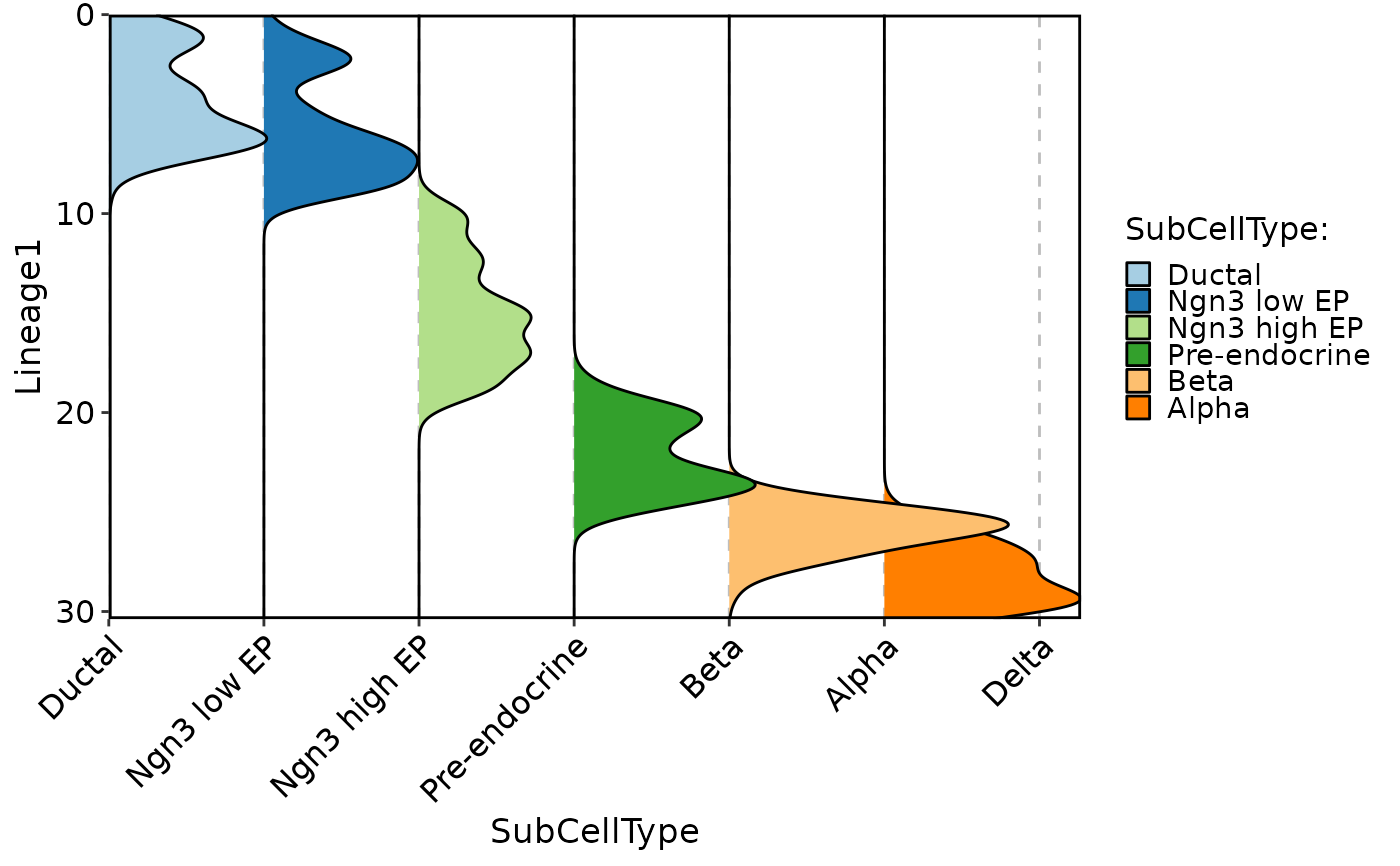 0
10
20
30
Lineage1
Ductal
Ngn3 low EP
Ngn3 high EP
Pre-endocrine
Beta
Alpha
Delta
SubCellType
SubCellType:
Ductal
Ngn3 low EP
Ngn3 high EP
Pre-endocrine
Beta
Alpha